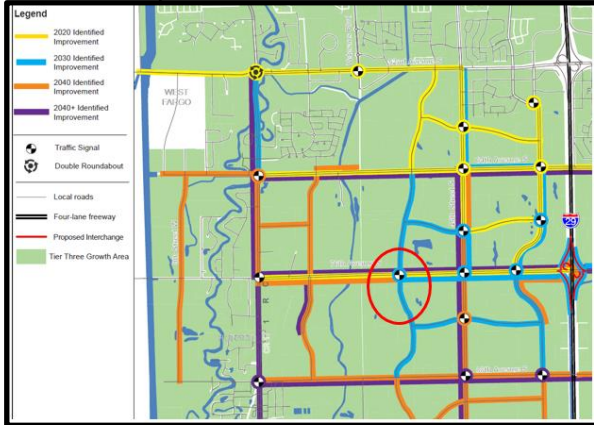 Legend
2020 Identified
Improvement
2030 Identified
Improvement
2040 Identified
Improvement
2040+ Identified
Improvement
Traffic Signal
Double Roundabout
Local roads
Four-lane freeway
Proposed Interchange
Tier Three Growth Area
WEST
FARGO
29